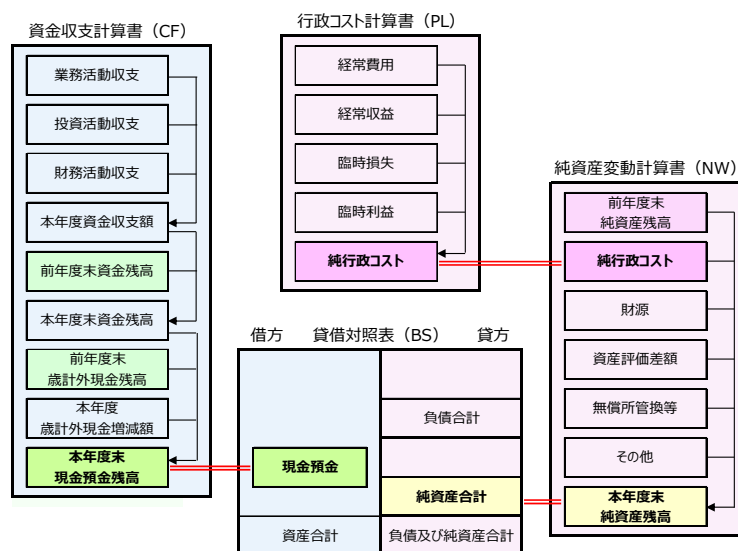 資金収支計算書（CF）
業務活動収支
投資活動収支
財務活動収支
本年度資金収支額
前年度末資金残高
本年度末資金残高
前年度末
歳計外現金残高
本年度
歳計外現金増減額
本年度末
現金預金残高
行政コスト計算書（PL）
経常費用
経常収益
臨時損失
臨時利益
純行政コスト
純資産変動計算書（NW）
前年度末
純資産残高
純行政コスト
財源
資産評価差額
無償所管換等
その他
本年度末
純資産残高
借方 貸借対照表（BS） 貸方
負債合計
現金預金
純資産合計
資産合計
負債及び純資産合計